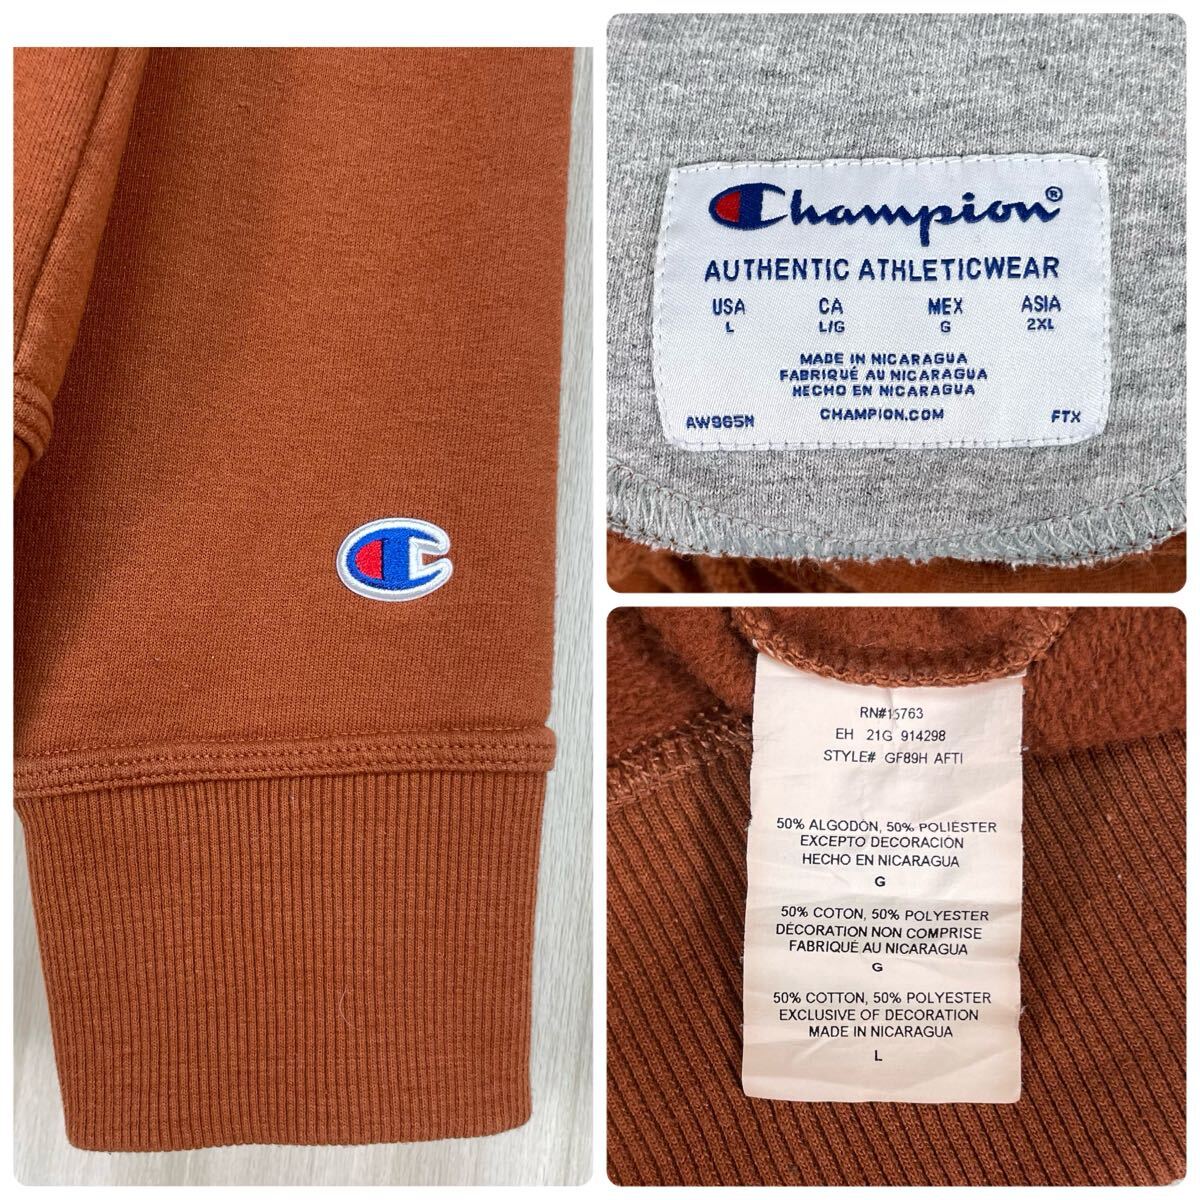 Champion®
AUTHENTIC ATHLETICWEAR
USA CA MEX ASIA
L L/G G 2XL
MADE IN NICARAGUA
FABRIQUÉ AU NICARAGUA
HECHO EN NICARAGUA
AW965N CHAMPION.COM FTX
RN#15763
EH 21G 914298
STYLE# GF89H AFTI
50% ALGODÓN, 50% POLIÉSTER
EXCEPTO DECORACIÓN
HECHO EN NICARAGUA
G
50% COTON, 50% POLYESTER
DÉCORATION NON COMPRISE
FABRIQUÉ AU NICARAGUA
G
50% COTTON, 50% POLYESTER
EXCLUSIVE OF DECORATION
MADE IN NICARAGUA
L